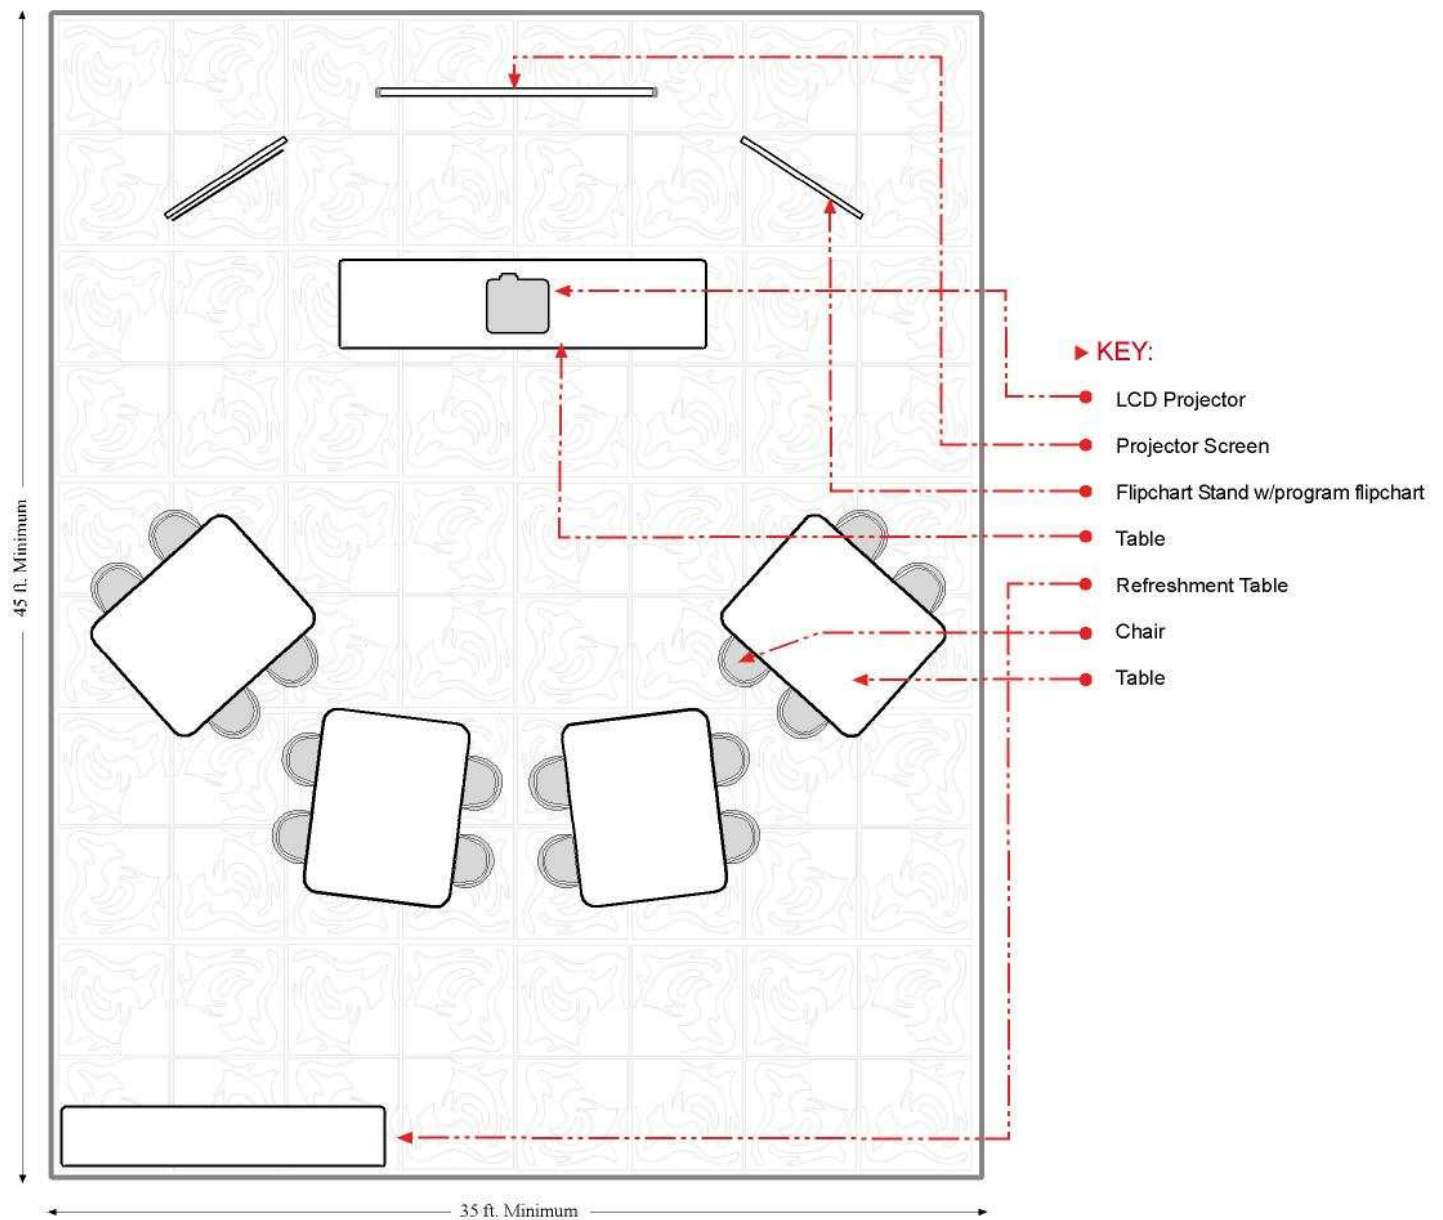 KEY:
LCD Projector
Projector Screen
Flipchart Stand w/program flipchart
Table
Refreshment Table
Chair
Table
45 ft. Minimum
35 ft. Minimum